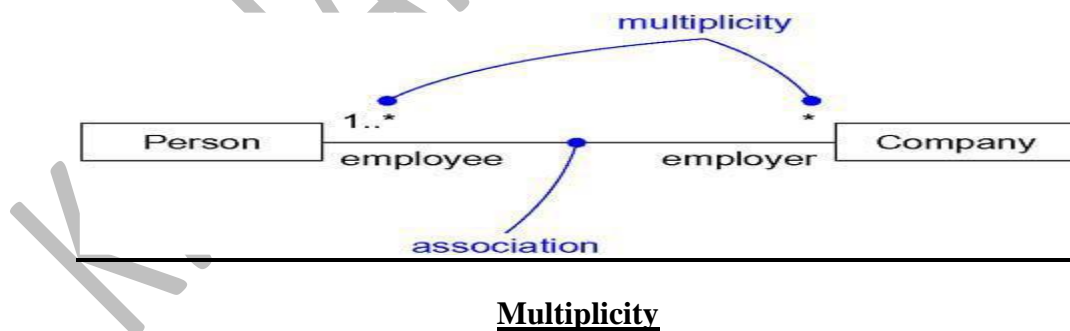 multiplicity
1..* *
Person Company
employee employer
association
Multiplicity